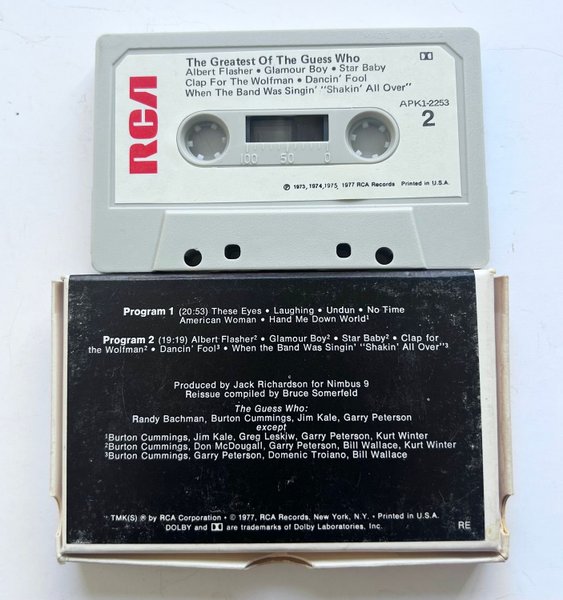 The Greatest Of The Guess Who
Albert Flasher • Glamour Boy • Star Baby
Clap For The Wolfman • Dancin' Fool
When The Band Was Singin' "Shakin' All Over"
RCA
APK1-2253
2
100 50 0
℗ 1973, 1974, 1975, 1977 RCA Records Printed in U.S.A.
Program 1 (20:53) These Eyes • Laughing • Undun • No Time
American Woman • Hand Me Down World¹
Program 2 (19:19) Albert Flasher² • Glamour Boy² • Star Baby² • Clap for
the Wolfman² • Dancin' Fool³ • When the Band Was Singin' "Shakin' All Over"³
Produced by Jack Richardson for Nimbus 9
Reissue compiled by Bruce Somerfeld
The Guess Who:
Randy Bachman, Burton Cummings, Jim Kale, Garry Peterson
except
¹Burton Cummings, Jim Kale, Greg Leskiw, Garry Peterson, Kurt Winter
²Burton Cummings, Don McDougall, Garry Peterson, Bill Wallace, Kurt Winter
³Burton Cummings, Garry Peterson, Domenic Troiano, Bill Wallace
TMK(S) ® by RCA Corporation • © 1977, RCA Records, New York, N.Y. • Printed in U.S.A.
DOLBY and are trademarks of Dolby Laboratories, Inc.
RE